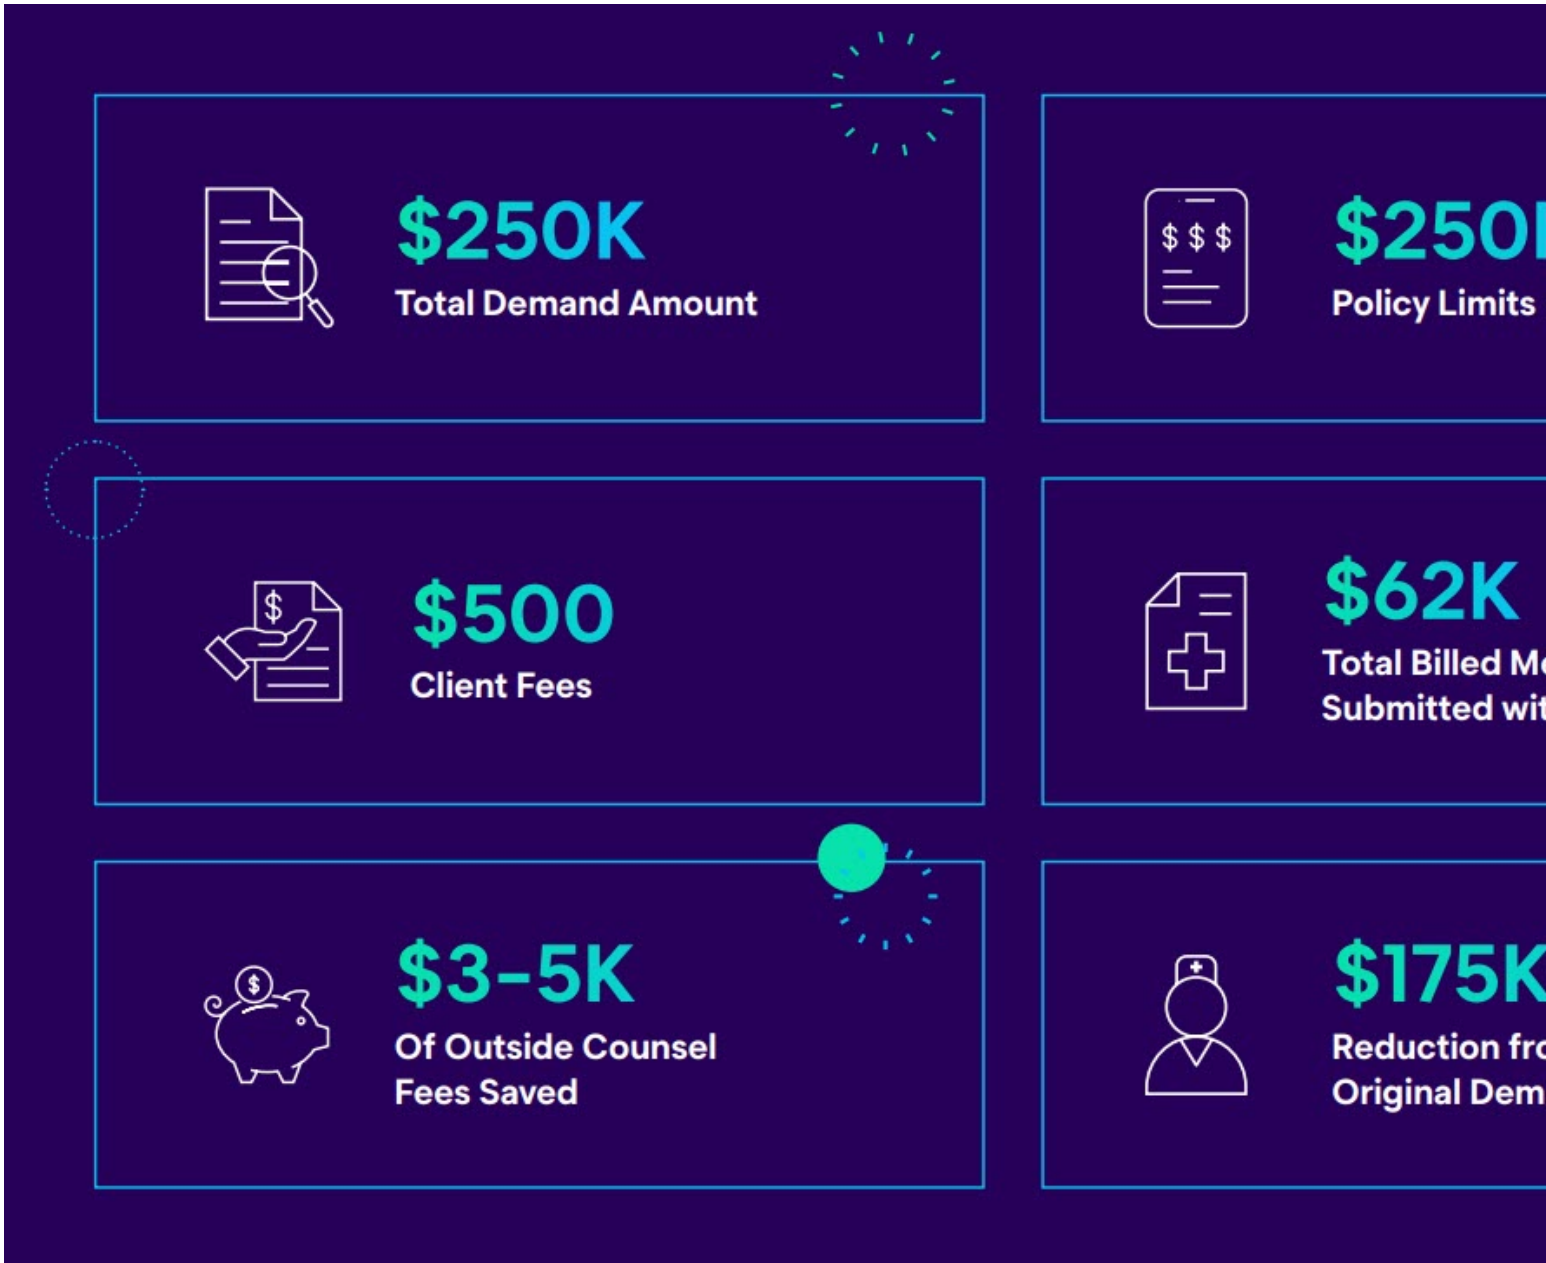 $250K
Total Demand Amount
$250
Policy Limits
$500
Client Fees
$62K
Total Billed
Submitted
$3-5K
Of Outside Counsel
Fees Saved
$175K
Reduction
Original